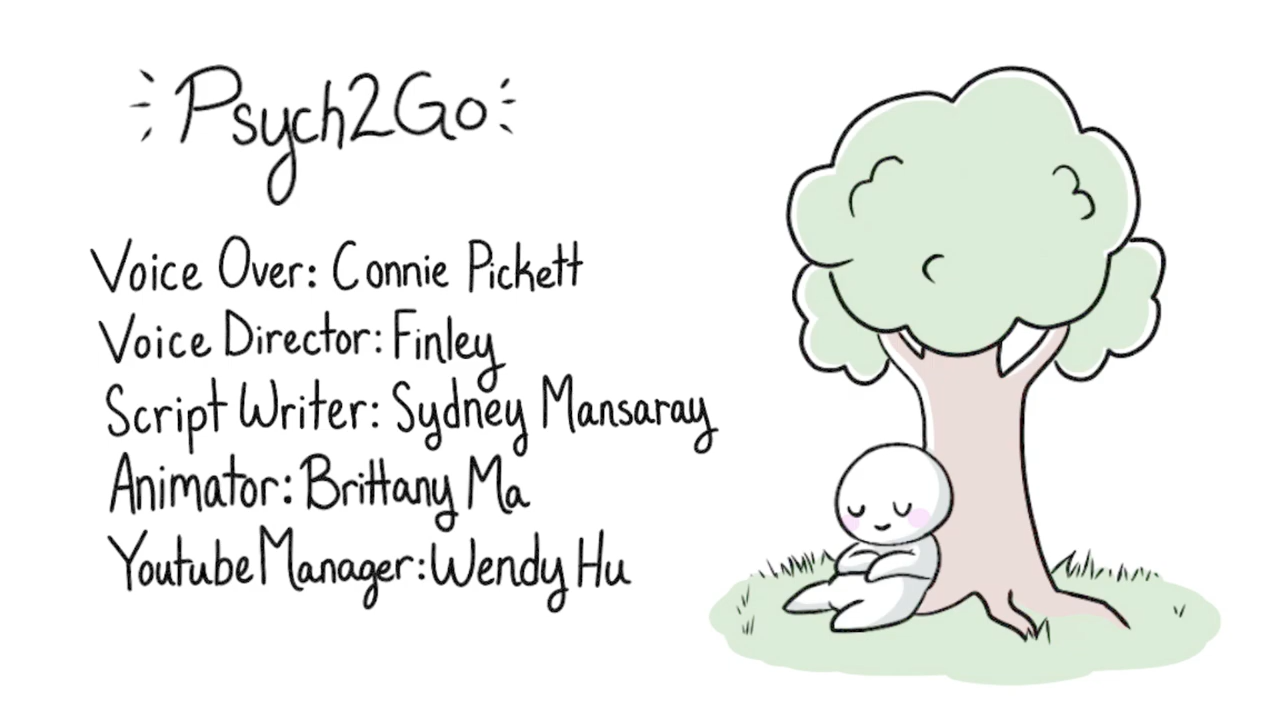 Psych2Go
Voice Over: Connie Pickett
Voice Director: Finley
Script Writer: Sydney Mansaray
Animator: Brittany Ma
Youtube Manager: Wendy Hu